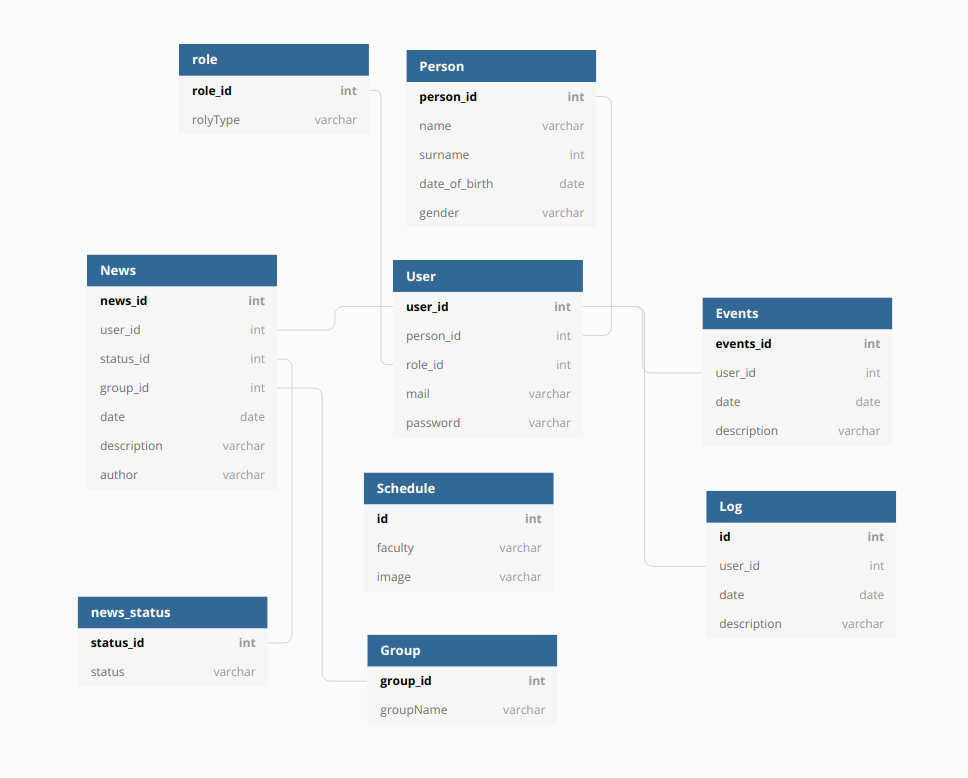 role
role_id int
rolyType varchar
Person
person_id int
name varchar
surname int
date_of_birth date
gender varchar
News
news_id int
user_id int
status_id int
group_id int
date date
description varchar
author varchar
User
user_id int
person_id int
role_id int
mail varchar
password varchar
Events
events_id int
user_id int
date date
description varchar
Schedule
id int
faculty varchar
image varchar
Log
id int
user_id int
date date
description varchar
news_status
status_id int
status varchar
Group
group_id int
groupName varchar